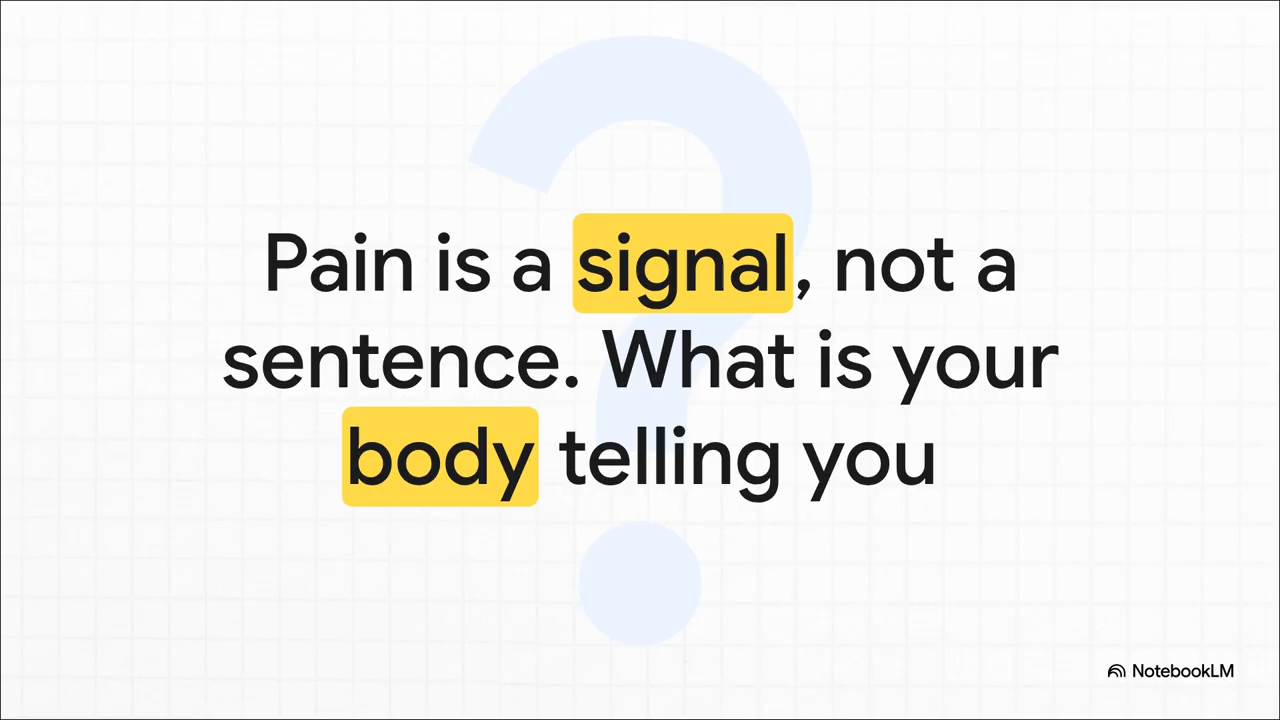 Pain is a signal, not a
sentence. What is your
body telling you
NotebookLM